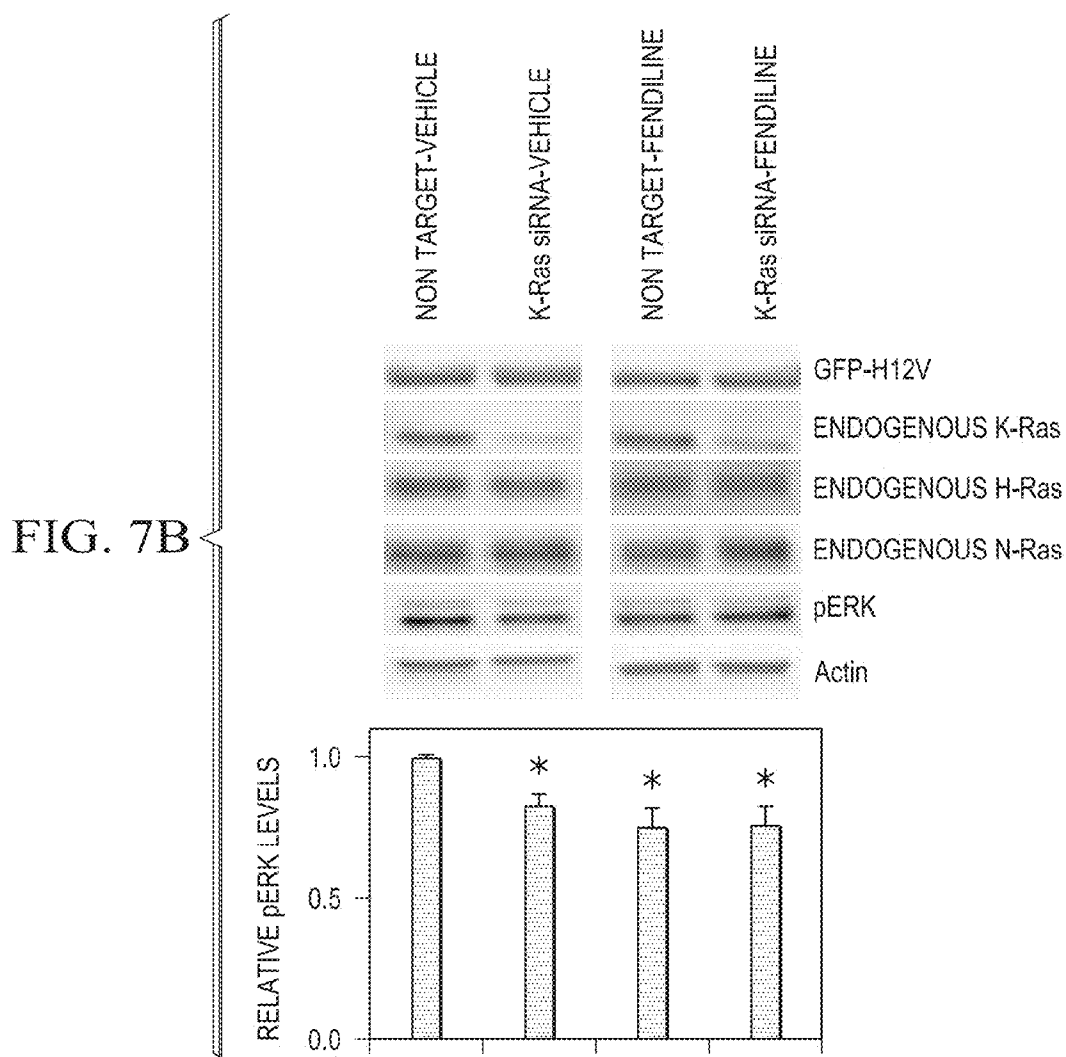 NON TARGET-VEHICLE
K-Ras siRNA-VEHICLE
NON TARGET-FENDILINE
K-Ras siRNA-FENDILINE
GFP-H12V
ENDOGENOUS K-Ras
ENDOGENOUS H-Ras
FIG. 7B
ENDOGENOUS N-Ras
pERK
Actin
RELATIVE pERK LEVELS
1.0
* * *
0.5
0.0